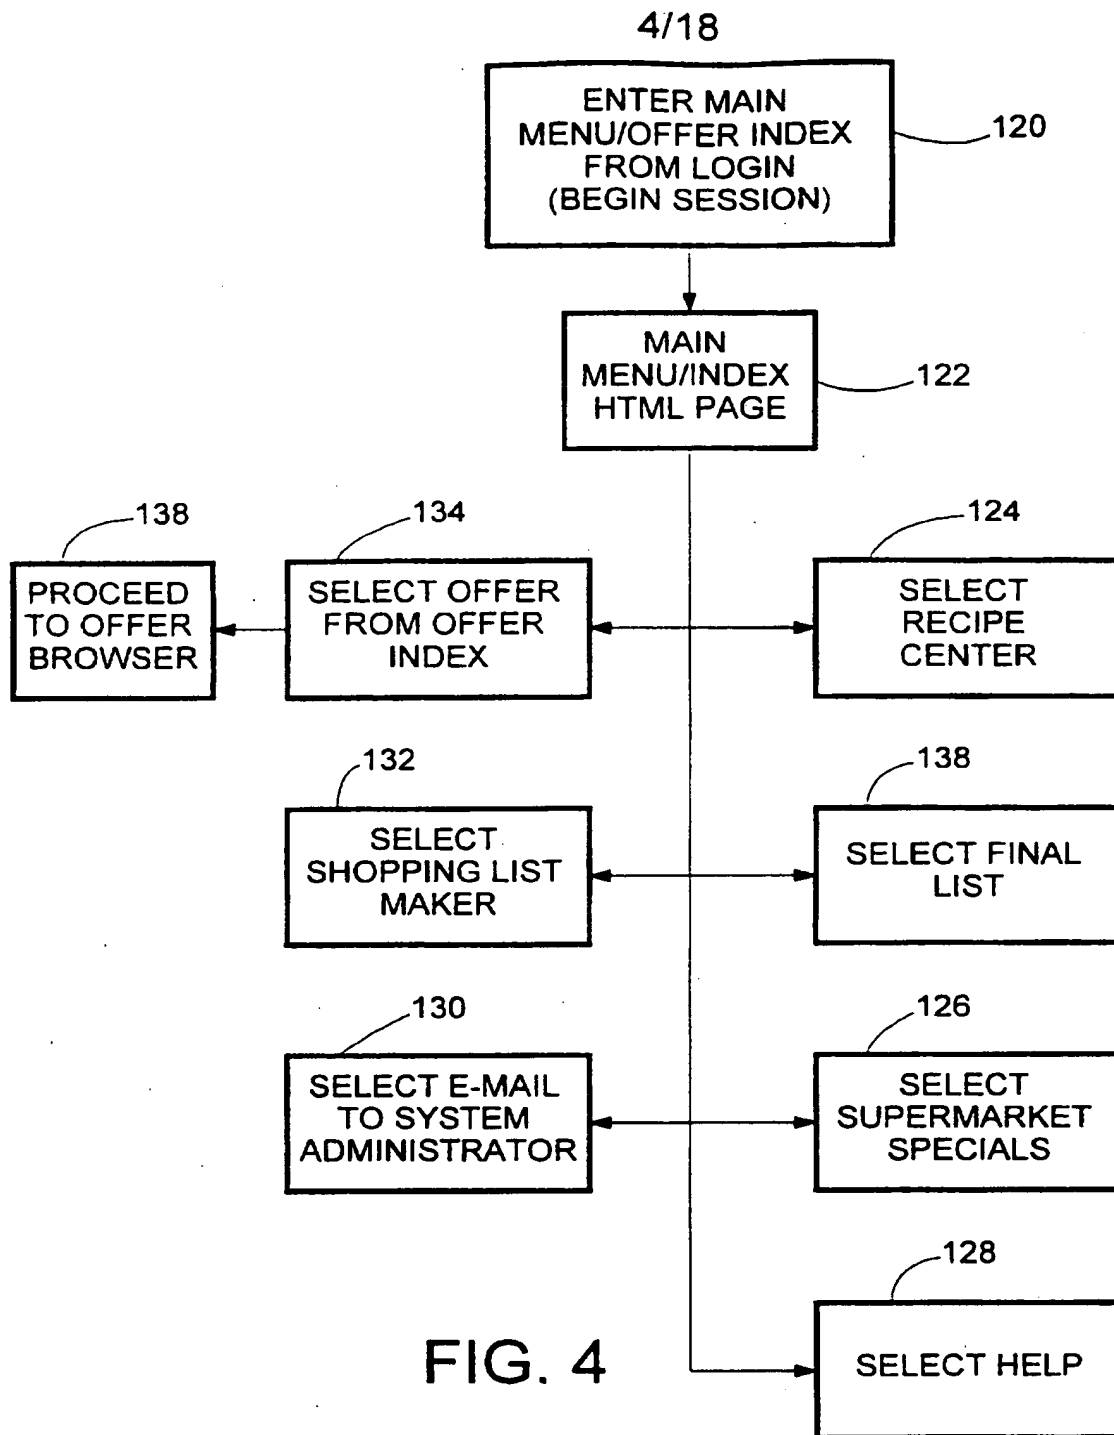 4/18
ENTER MAIN
MENU/OFFER INDEX
FROM LOGIN
(BEGIN SESSION)
120
MAIN
MENU/INDEX
HTML PAGE
122
138
PROCEED
TO OFFER
BROWSER
134
SELECT OFFER
FROM OFFER
INDEX
124
SELECT
RECIPE
CENTER
132
SELECT
SHOPPING LIST
MAKER
138
SELECT FINAL
LIST
130
SELECT E-MAIL
TO SYSTEM
ADMINISTRATOR
126
SELECT
SUPERMARKET
SPECIALS
128
SELECT HELP
FIG. 4